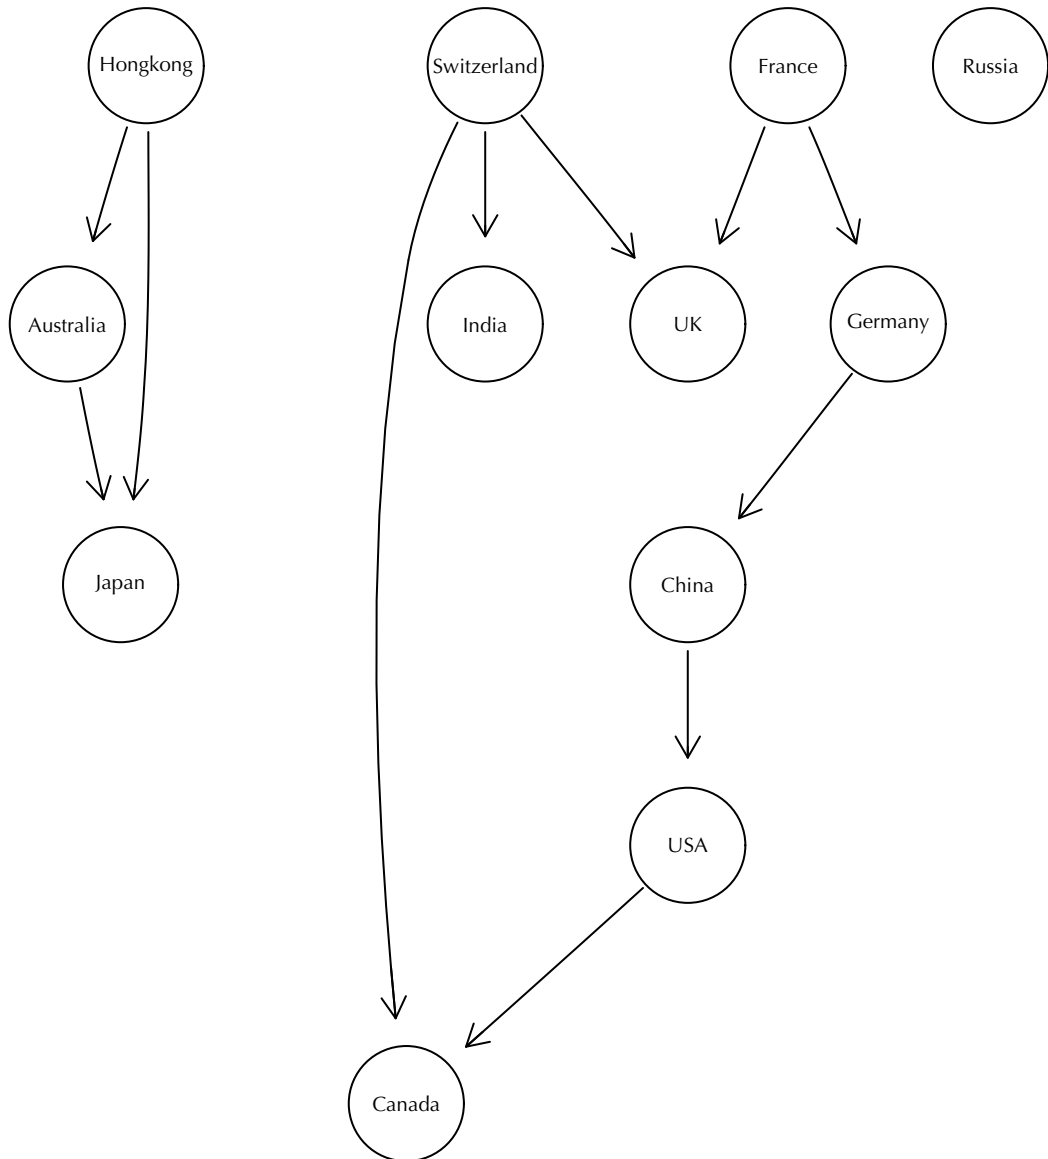 Hongkong
Switzerland
France
Russia
Australia
India
UK
Germany
Japan
China
USA
Canada